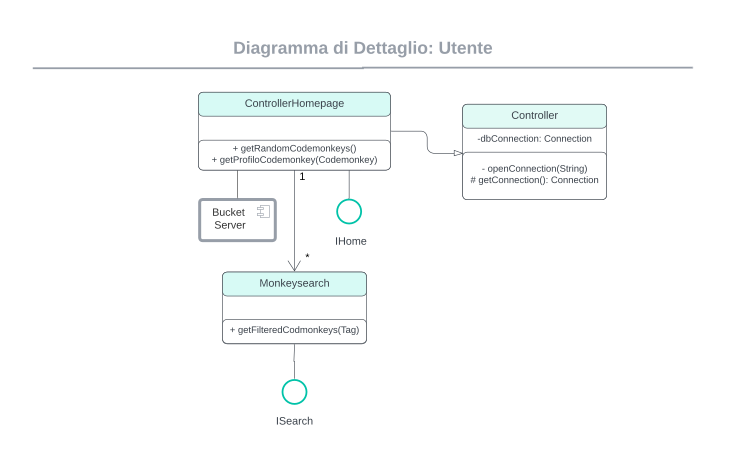 Diagramma di Dettaglio: Utente
ControllerHomepage
+ getRandomCodemonkeys()
+ getProfiloCodemonkey(Codemonkey)
Controller
-dbConnection: Connection
- openConnection(String)
# getConnection(): Connection
1
Bucket
Server
IHome
*
Monkeysearch
+ getFilteredCodmonkeys(Tag)
ISearch